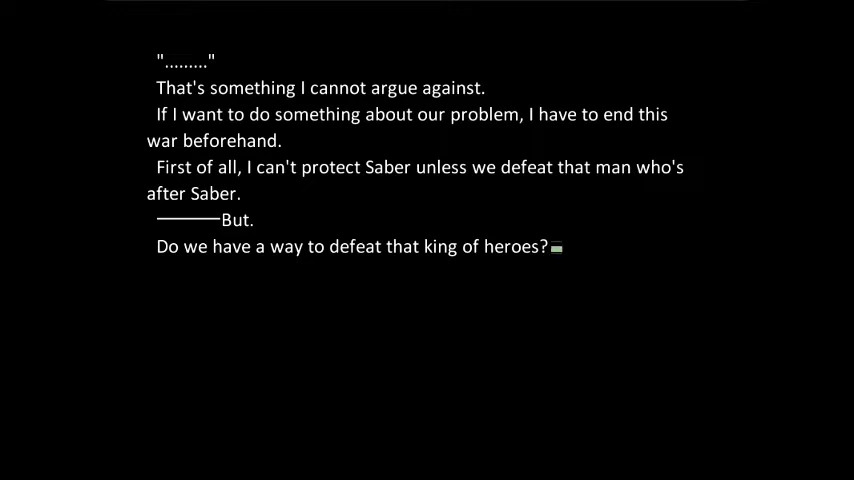 "........."
That's something I cannot argue against.
If I want to do something about our problem, I have to end this
war beforehand.
First of all, I can't protect Saber unless we defeat that man who's
after Saber.
―――――But.
Do we have a way to defeat that king of heroes?